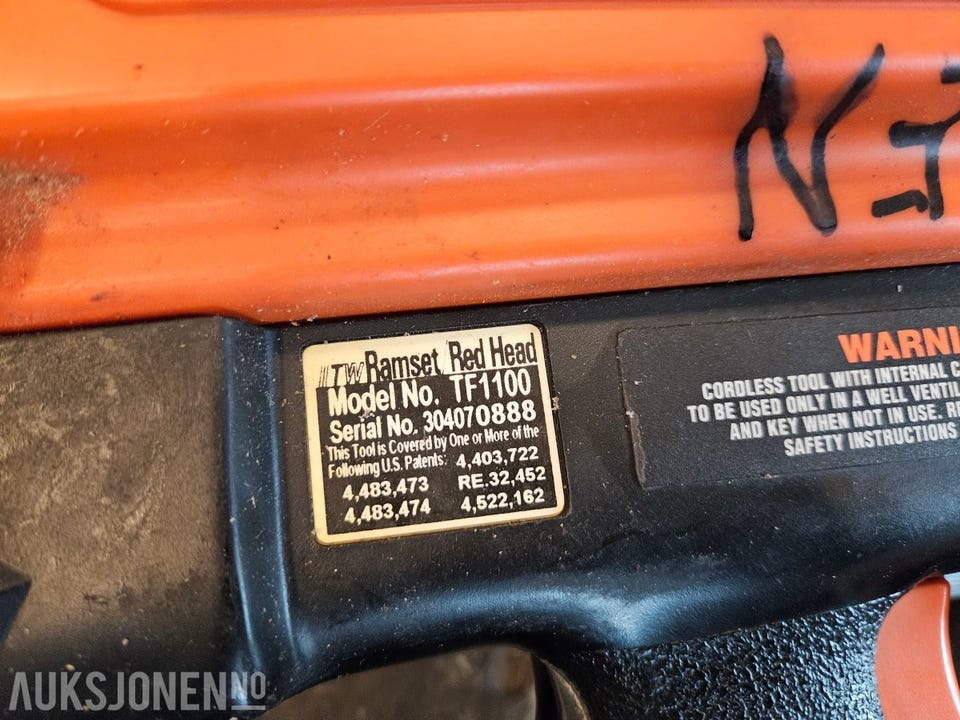 N
ITW Ramset/Red Head
Model No. TF1100
Serial No. 304070888
This Tool is Covered by One or More of the
Following U.S. Patents: 4,403,722
4,483,473 RE.32,452
4,483,474 4,522,162
WARNI
CORDLESS TOOL WITH INTERNAL C
TO BE USED ONLY IN A WELL VENTIL
AND KEY WHEN NOT IN USE. RE
SAFETY INSTRUCTIONS
AUKSJONEN.NO